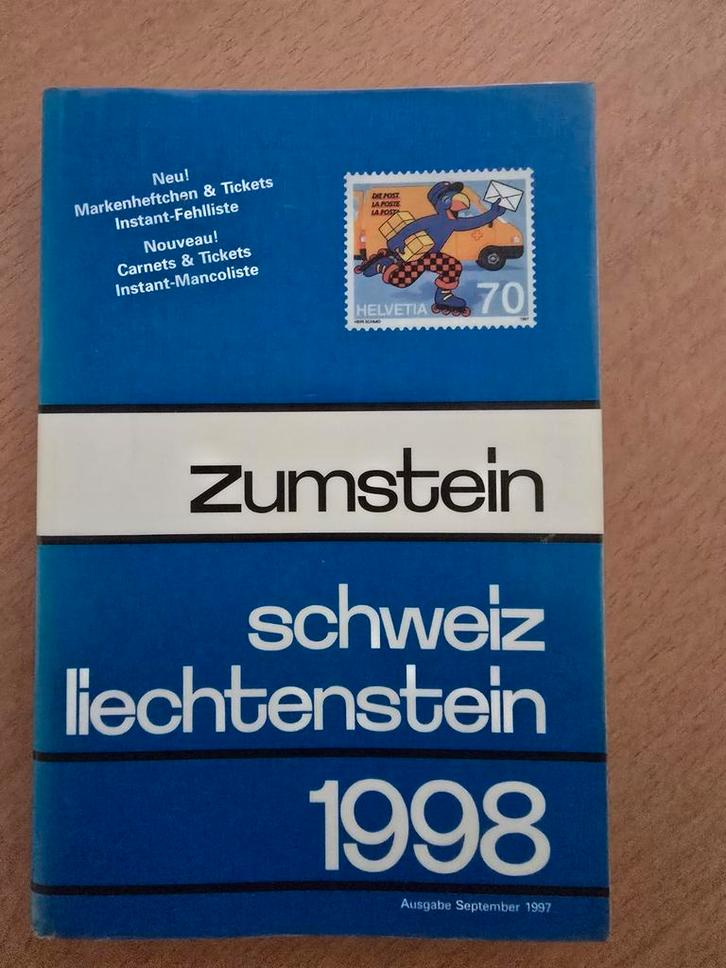 Neu!
Markenheftchen & Tickets
Instant-Fehlliste
Nouveau!
Carnets & Tickets
Instant-Mancoliste
DIE POST
LA POSTE
LA POSTA
HELVETIA 70
1997
zumstein
schweiz
liechtenstein
1998
Ausgabe September 1997